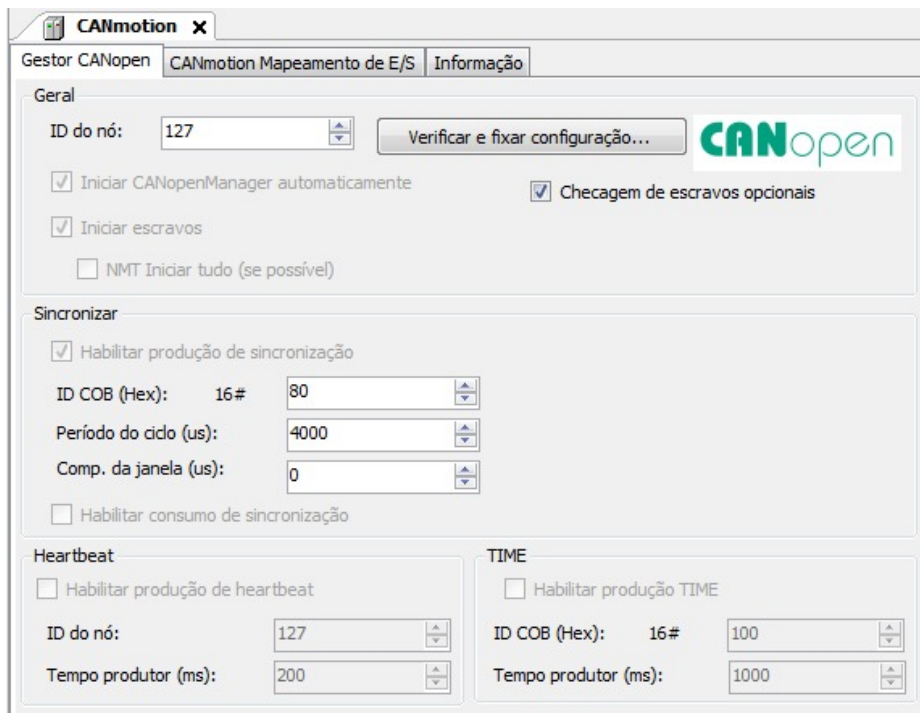 CANmotion
Gestor CANopen CANmotion Mapeamento de E/S Informação
Geral
ID do nó: 127 Verificar e fixar configuração... CANopen
Iniciar CANopenManager automaticamente Checagem de escravos opcionais
Iniciar escravos
NMT Iniciar tudo (se possível)
Sincronizar
Habilitar produção de sincronização
ID COB (Hex): 16# 80
Período do ciclo (us): 4000
Comp. da janela (us): 0
Habilitar consumo de sincronização
Heartbeat TIME
Habilitar produção de heartbeat Habilitar produção TIME
ID do nó: 127 ID COB (Hex): 16# 100
Tempo produtor (ms): 200 Tempo produtor (ms): 1000